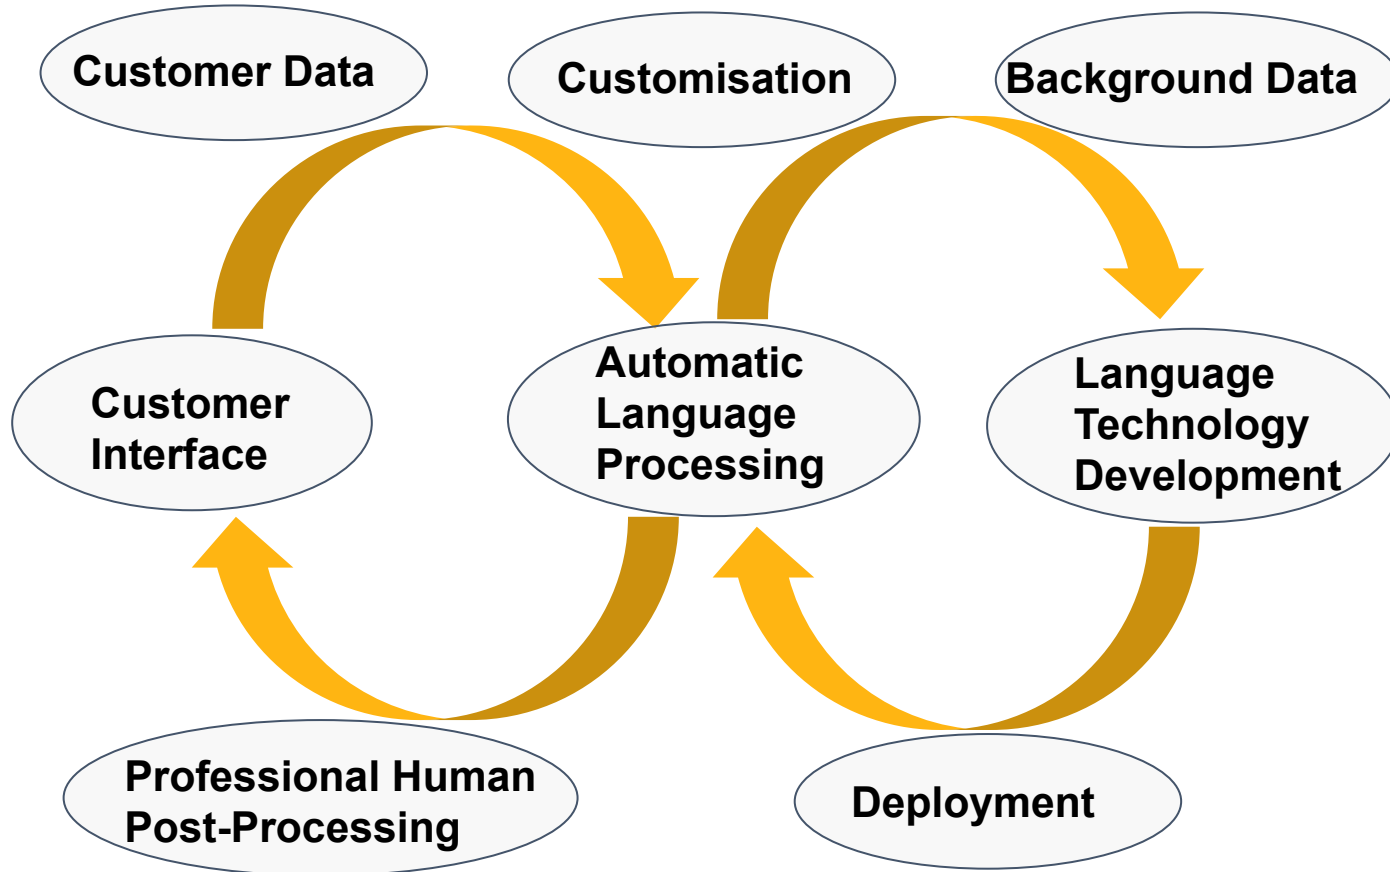 Customer Data
Customisation
Background Data
Customer
Interface
Automatic
Language
Processing
Language
Technology
Development
Professional Human
Post-Processing
Deployment